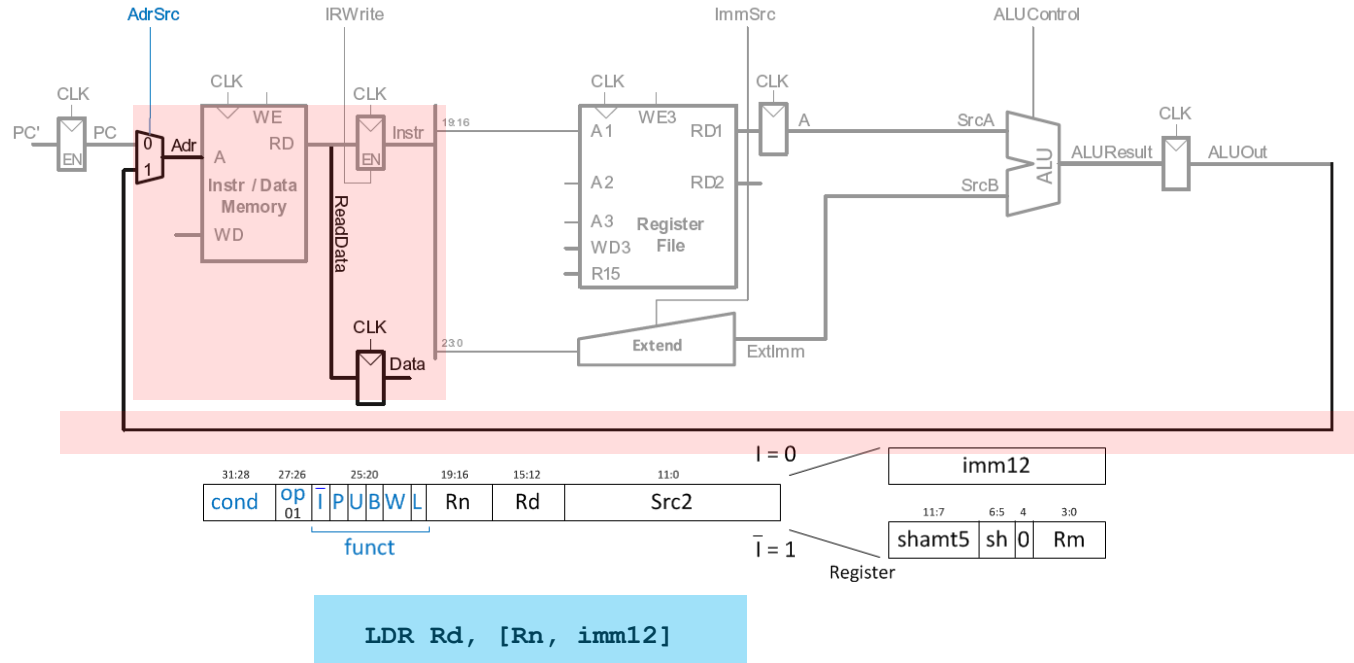 AdrSrc IRWrite ImmSrc ALUControl
CLK CLK CLK CLK CLK CLK
PC' PC EN 0 1 Adr A WE RD EN Instr
Instr / Data
Memory
WD
ReadData
CLK
Data
19:16
A1 WE3 RD1 A
A2 RD2
A3
WD3
R15
Register
File
23:0
Extend
ExtImm
SrcA
SrcB
ALU
ALUResult
ALUOut
31:28 27:26 25:20 19:16 15:12 11:0
cond op 01 I P U B W L Rn Rd Src2
funct
I = 0
imm12
I = 1
Register
11:7 6:5 4 3:0
shamt5 sh 0 Rm
LDR Rd, [Rn, imm12]